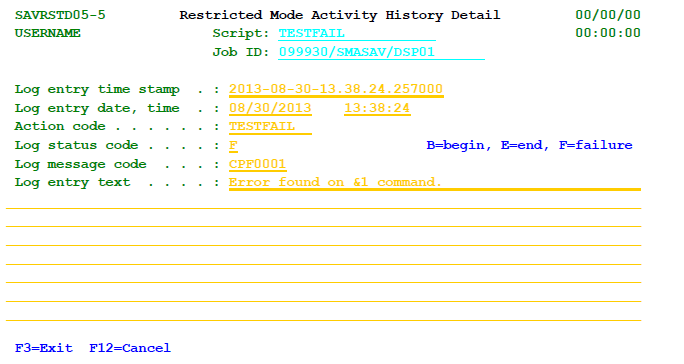 SAVRSTD05-5 Restricted Mode Activity History Detail 00/00/00
USERNAME Script: TESTFAIL 00:00:00
Job ID: 099930/SMASAV/DSP01
Log entry time stamp . : 2013-08-30-13.38.24.257000
Log entry date, time . : 08/30/2013 13:38:24
Action code . . . . . . : TESTFAIL
Log status code . . . . : F B=begin, E=end, F=failure
Log message code . . . : CPF0001
Log entry text . . . . : Error found on &1 command.
F3=Exit F12=Cancel